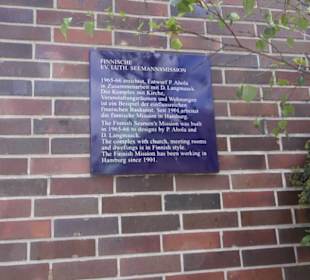 FINNISCHE
EV. LUTH. SEEMANNSMISSION
1965-66 errichtet, Entwurf P. Ahola
in Zusammenarbeit mit D. Langmaack.
Der Komplex mit Kirche,
Veranstaltungsräumen und Wohnungen
ist ein Beispiel der einflussreichen
finnischen Baukunst. Seit 1901 arbeitet
die finnische Mission in Hamburg.
The Finnish Seamen's Mission was built
in 1965-66 to designs by P. Ahola and
D. Langmaack.
The complex with church, meeting rooms
and dwellings is in Finnish style.
The Finnish Mission has been working in
Hamburg since 1901.